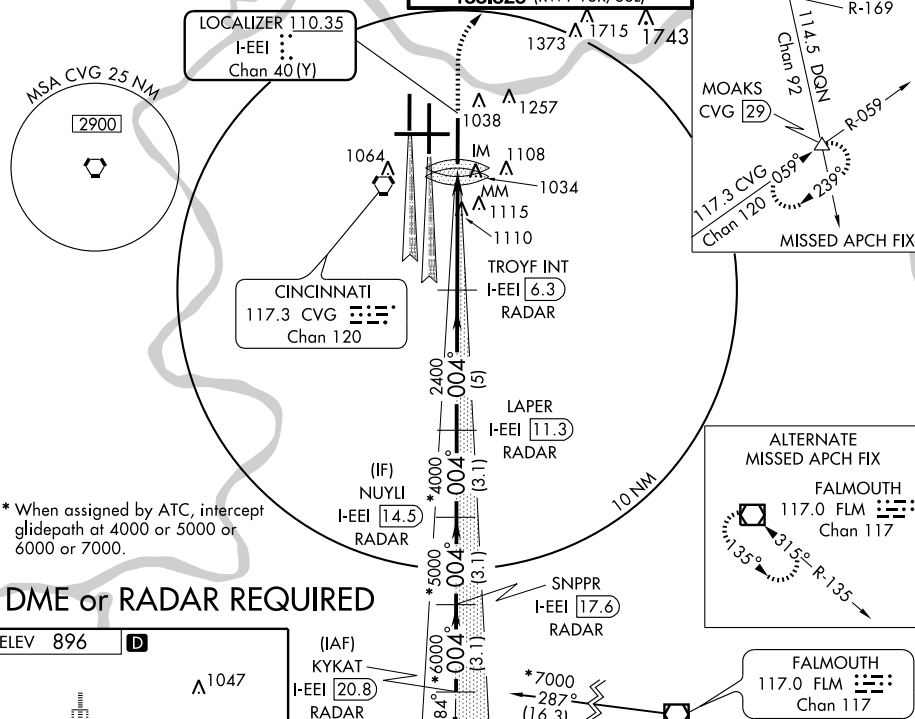 LOCALIZER 110.35
I-EEI
Chan 40 (Y)
1373
1715
1743
R-169
114.5 DQN
Chan 92
MOAKS
CVG 29
R-059
059°
239°
117.3 CVG
Chan 120
MISSED APCH FIX
MSA CVG 25 NM
2900
1257
1038
IM
1108
1064
1034
MM
1115
1110
TROYF INT
I-EEI 6.3
RADAR
CINCINNATI
117.3 CVG
Chan 120
2400
004°
(5)
LAPER
I-EEI 11.3
RADAR
*4000
004°
(3.1)
(IF)
NUYLI
I-EEI 14.5
RADAR
10 NM
ALTERNATE
MISSED APCH FIX
FALMOUTH
117.0 FLM
Chan 117
315°
R-135
135°
* When assigned by ATC, intercept
glidepath at 4000 or 5000 or
6000 or 7000.
*5000
004°
(3.1)
SNPPR
I-EEI 17.6
RADAR
DME or RADAR REQUIRED
ELEV 896 D
1047
(IAF)
KYKAT
I-EEI 20.8
RADAR
*6000
004°
(3.1)
*7000
287°
(16.3)
FALMOUTH
117.0 FLM
Chan 117